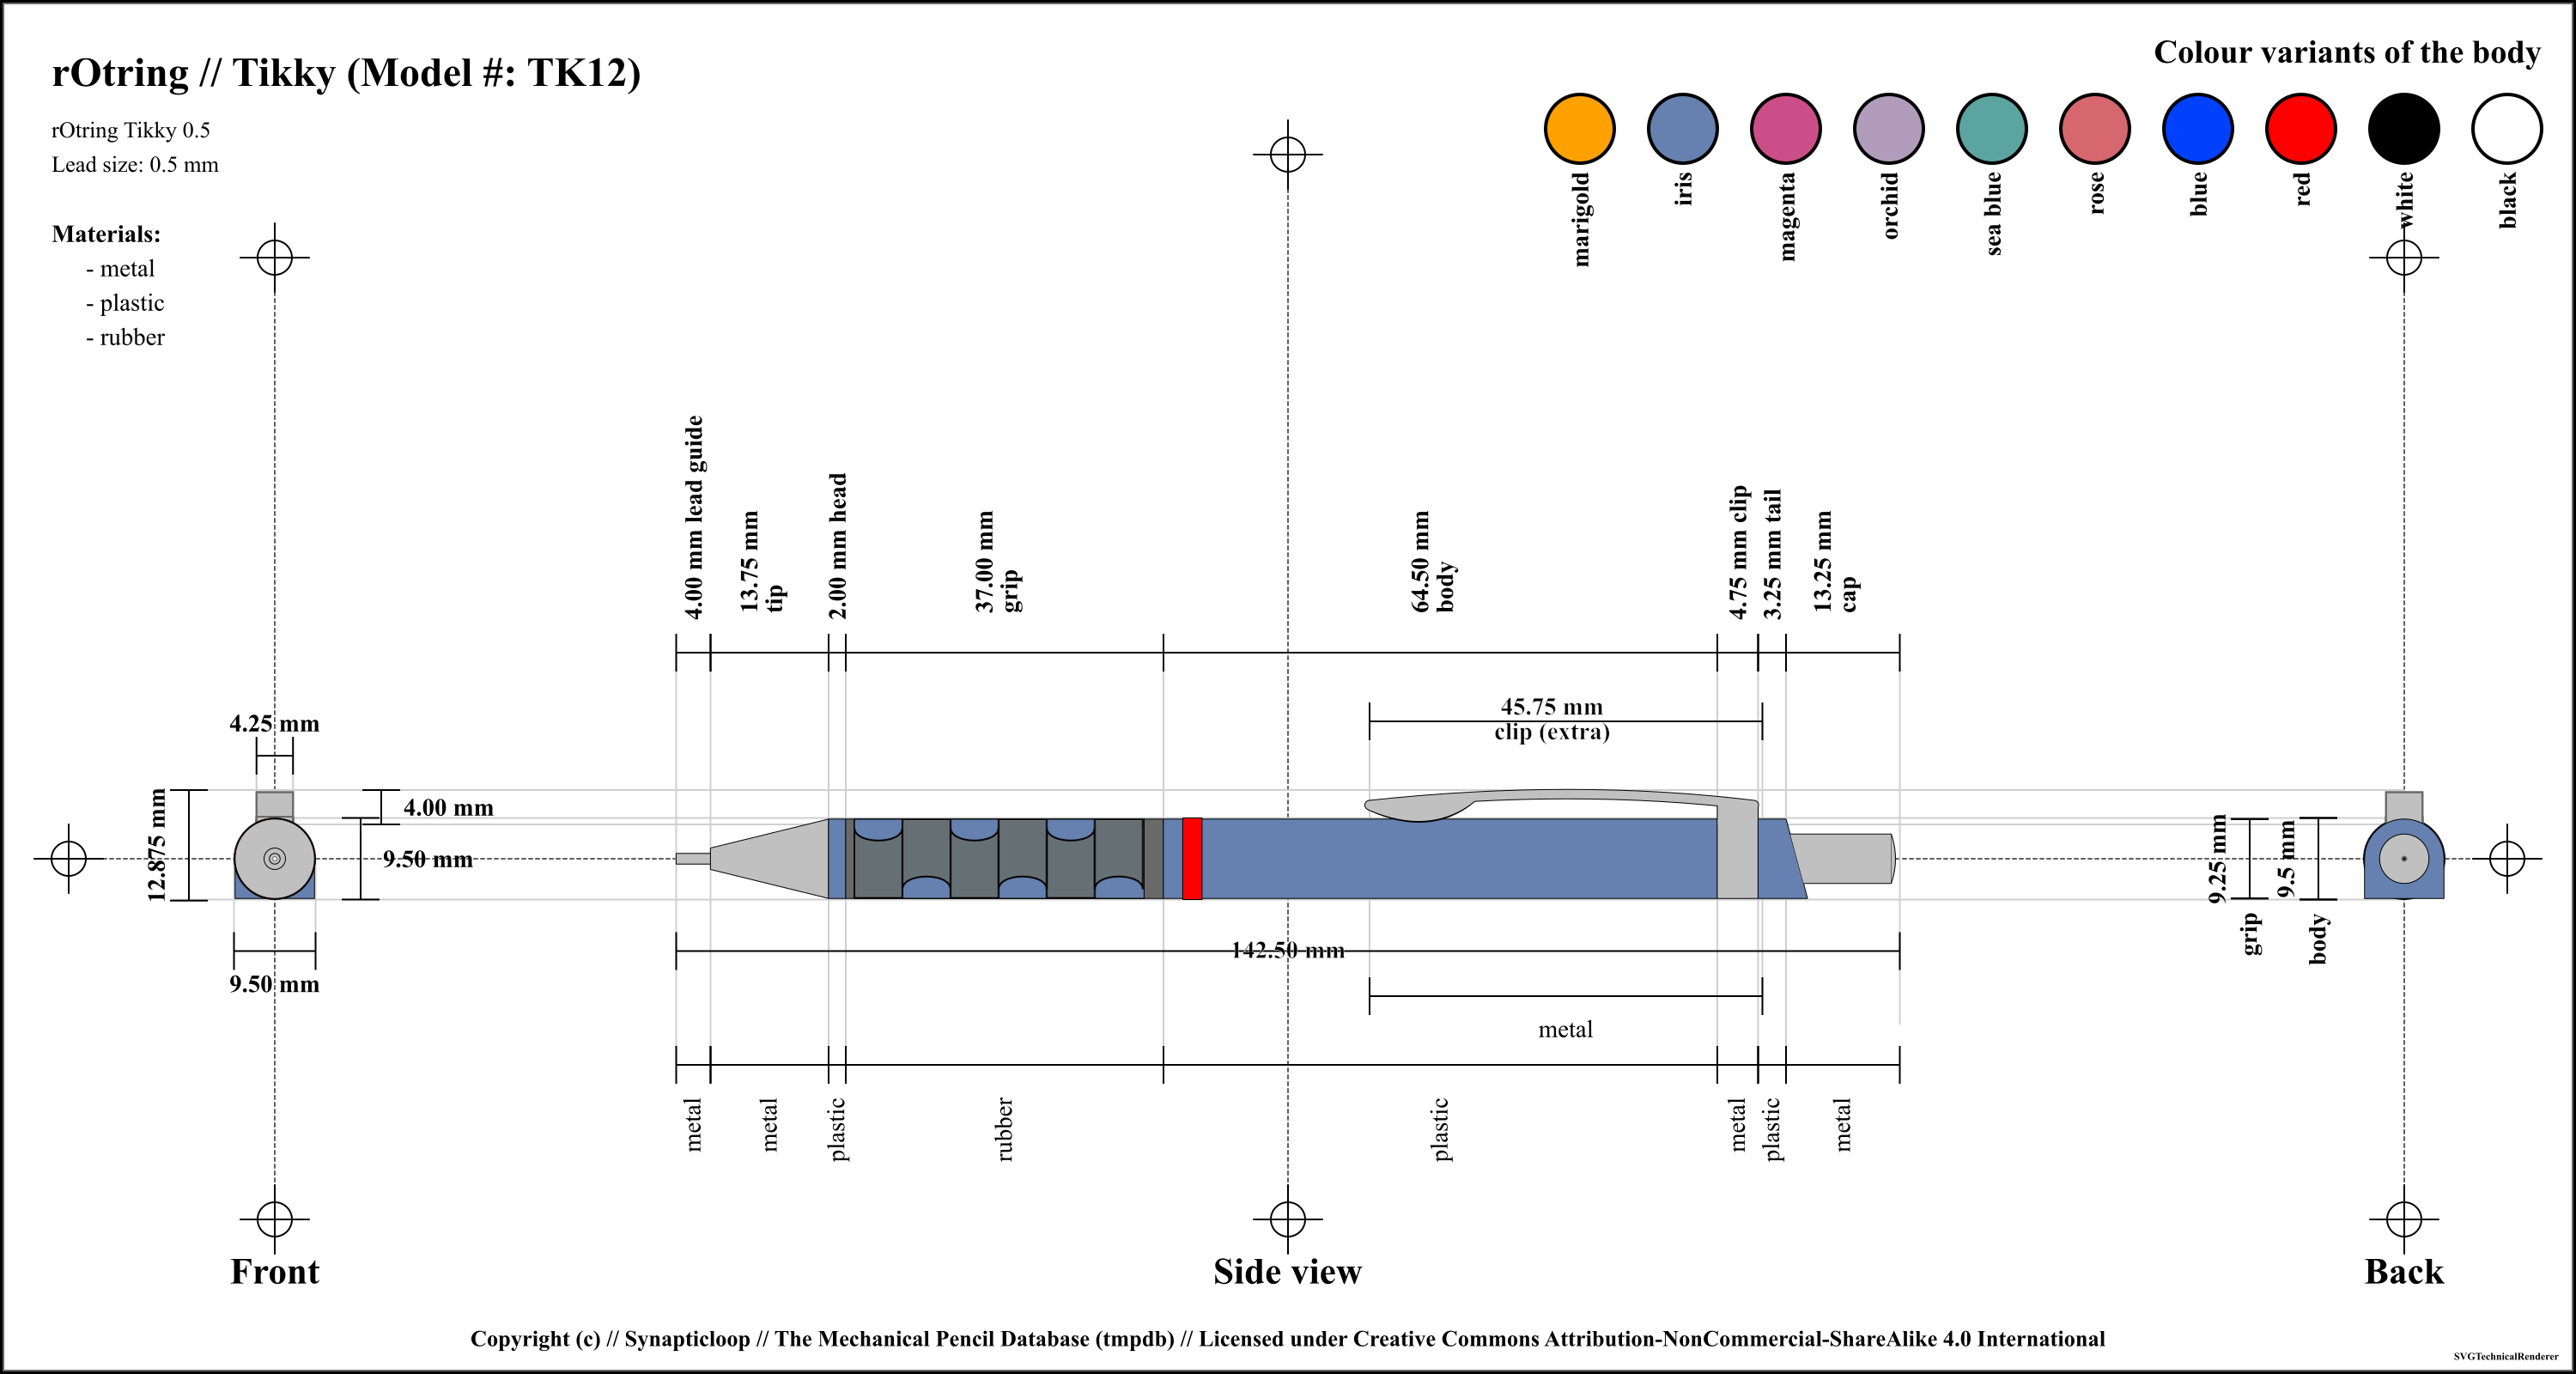 rOtring // Tikky (Model #: TK12)
rOtring Tikky 0.5
Lead size: 0.5 mm
Materials:
- metal
- plastic
- rubber
Colour variants of the body
marigold
iris
magenta
orchid
sea blue
rose
blue
red
white
black
4.00 mm lead guide
13.75 mm
tip
2.00 mm head
37.00 mm
grip
64.50 mm
body
4.75 mm clip
3.25 mm tail
13.25 mm
cap
45.75 mm
clip (extra)
4.25 mm
12.875 mm
4.00 mm
9.50 mm
9.50 mm
142.50 mm
metal
9.25 mm
grip
9.5 mm
body
metal
metal
plastic
rubber
plastic
metal
plastic
metal
Front
Side view
Back
Copyright (c) // Synapticloop // The Mechanical Pencil Database (tmpdb) // Licensed under Creative Commons Attribution-NonCommercial-ShareAlike 4.0 International
SVGTechnicalRenderer